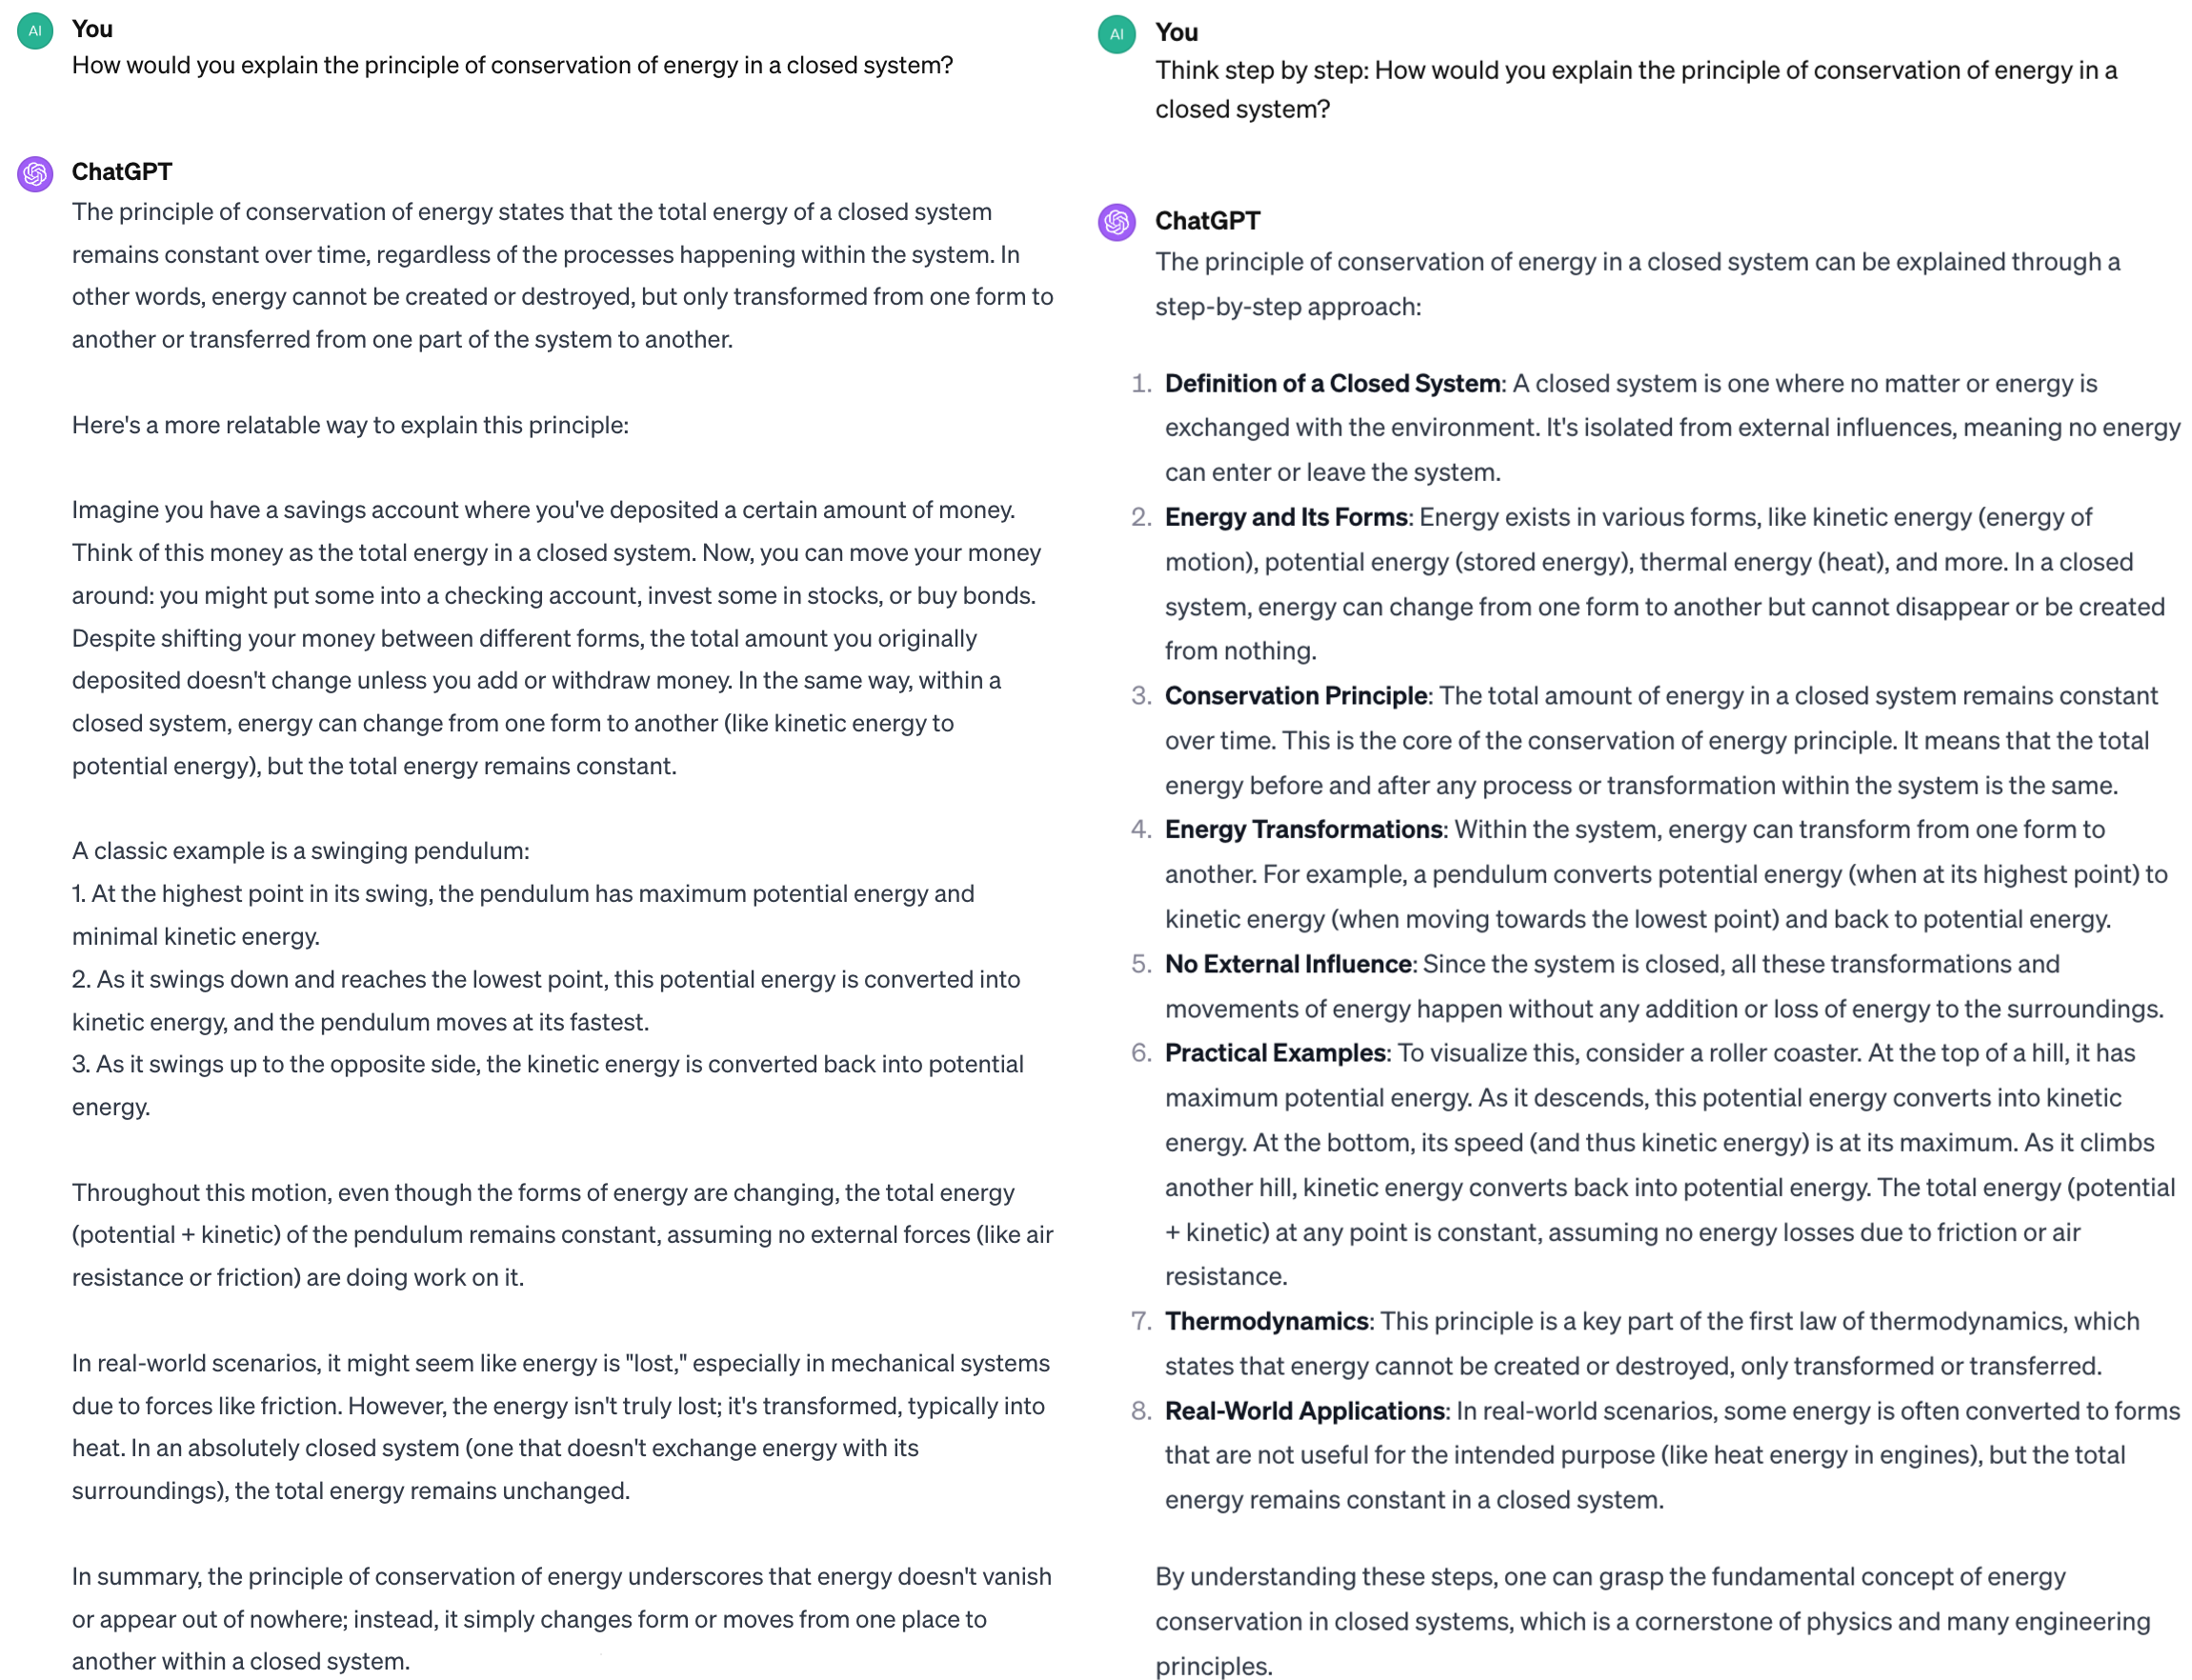 AI
You
How would you explain the principle of conservation of energy in a closed system?
ChatGPT
The principle of conservation of energy states that the total energy of a closed system
remains constant over time, regardless of the processes happening within the system. In
other words, energy cannot be created or destroyed, but only transformed from one form to
another or transferred from one part of the system to another.
Here's a more relatable way to explain this principle:
Imagine you have a savings account where you've deposited a certain amount of money.
Think of this money as the total energy in a closed system. Now, you can move your money
around: you might put some into a checking account, invest some in stocks, or buy bonds.
Despite shifting your money between different forms, the total amount you originally
deposited doesn't change unless you add or withdraw money. In the same way, within a
closed system, energy can change from one form to another (like kinetic energy to
potential energy), but the total energy remains constant.
A classic example is a swinging pendulum:
1. At the highest point in its swing, the pendulum has maximum potential energy and
minimal kinetic energy.
2. As it swings down and reaches the lowest point, this potential energy is converted into
kinetic energy, and the pendulum moves at its fastest.
3. As it swings up to the opposite side, the kinetic energy is converted back into potential
energy.
Throughout this motion, even though the forms of energy are changing, the total energy
(potential + kinetic) of the pendulum remains constant, assuming no external forces (like air
resistance or friction) are doing work on it.
In real-world scenarios, it might seem like energy is "lost," especially in mechanical systems
due to forces like friction. However, the energy isn't truly lost; it's transformed, typically into
heat. In an absolutely closed system (one that doesn't exchange energy with its
surroundings), the total energy remains unchanged.
In summary, the principle of conservation of energy underscores that energy doesn't vanish
or appear out of nowhere; instead, it simply changes form or moves from one place to
another within a closed system.
AI
You
Think step by step: How would you explain the principle of conservation of energy in a
closed system?
ChatGPT
The principle of conservation of energy in a closed system can be explained through a
step-by-step approach:
1. Definition of a Closed System: A closed system is one where no matter or energy is
exchanged with the environment. It's isolated from external influences, meaning no energy
can enter or leave the system.
2. Energy and Its Forms: Energy exists in various forms, like kinetic energy (energy of
motion), potential energy (stored energy), thermal energy (heat), and more. In a closed
system, energy can change from one form to another but cannot disappear or be created
from nothing.
3. Conservation Principle: The total amount of energy in a closed system remains constant
over time. This is the core of the conservation of energy principle. It means that the total
energy before and after any process or transformation within the system is the same.
4. Energy Transformations: Within the system, energy can transform from one form to
another. For example, a pendulum converts potential energy (when at its highest point) to
kinetic energy (when moving towards the lowest point) and back to potential energy.
5. No External Influence: Since the system is closed, all these transformations and
movements of energy happen without any addition or loss of energy to the surroundings.
6. Practical Examples: To visualize this, consider a roller coaster. At the top of a hill, it has
maximum potential energy. As it descends, this potential energy converts into kinetic
energy. At the bottom, its speed (and thus kinetic energy) is at its maximum. As it climbs
another hill, kinetic energy converts back into potential energy. The total energy (potential
+ kinetic) at any point is constant, assuming no energy losses due to friction or air
resistance.
7. Thermodynamics: This principle is a key part of the first law of thermodynamics, which
states that energy cannot be created or destroyed, only transformed or transferred.
8. Real-World Applications: In real-world scenarios, some energy is often converted to forms
that are not useful for the intended purpose (like heat energy in engines), but the total
energy remains constant in a closed system.
By understanding these steps, one can grasp the fundamental concept of energy
conservation in closed systems, which is a cornerstone of physics and many engineering
principles.